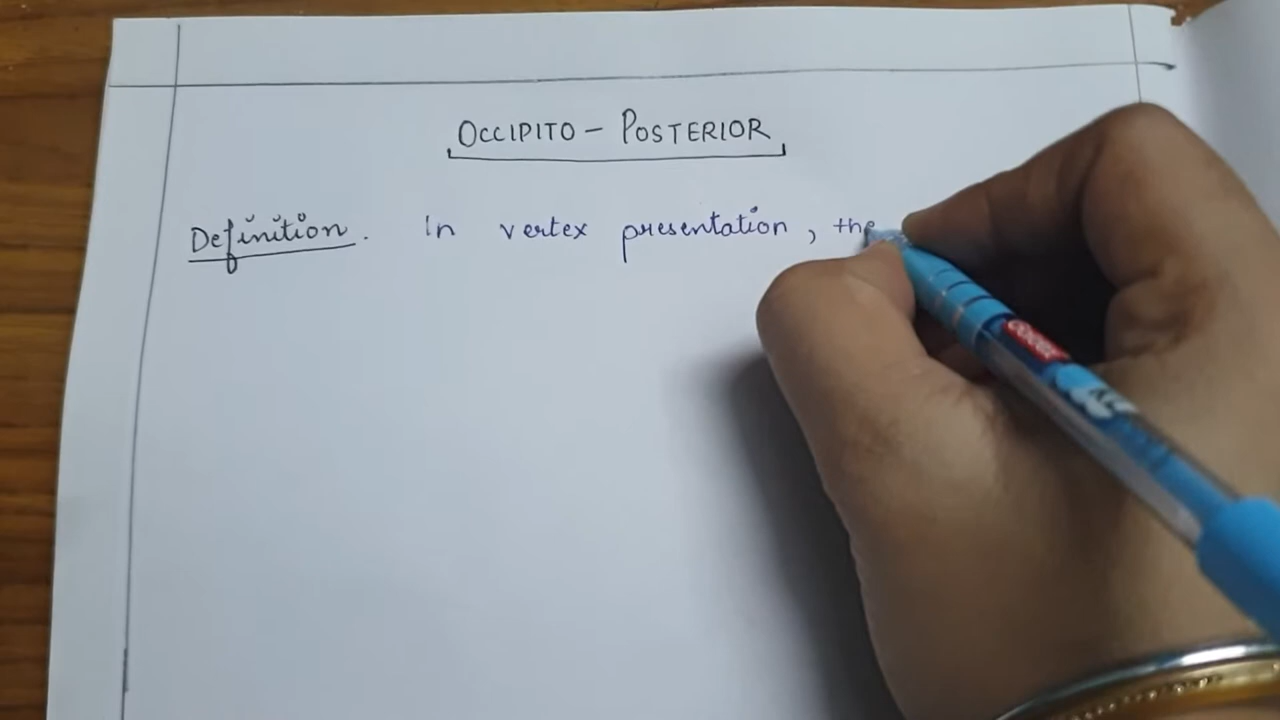 OCCIPITO - POSTERIOR
Definition. In vertex presentation, the